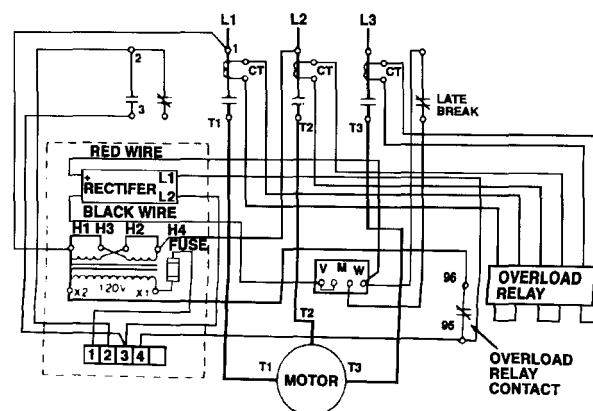 L1 L2 L3
1
2
CT CT CT
3
T1 T2 T3
LATE
BREAK
RED WIRE
+
RECTIFER L1
L2
BLACK WIRE
H1 H3 H2 H4
FUSE
V M W
X2 120V X1
96
95
OVERLOAD
RELAY
T2
1 2 3 4
T1 MOTOR T3
OVERLOAD
RELAY
CONTACT